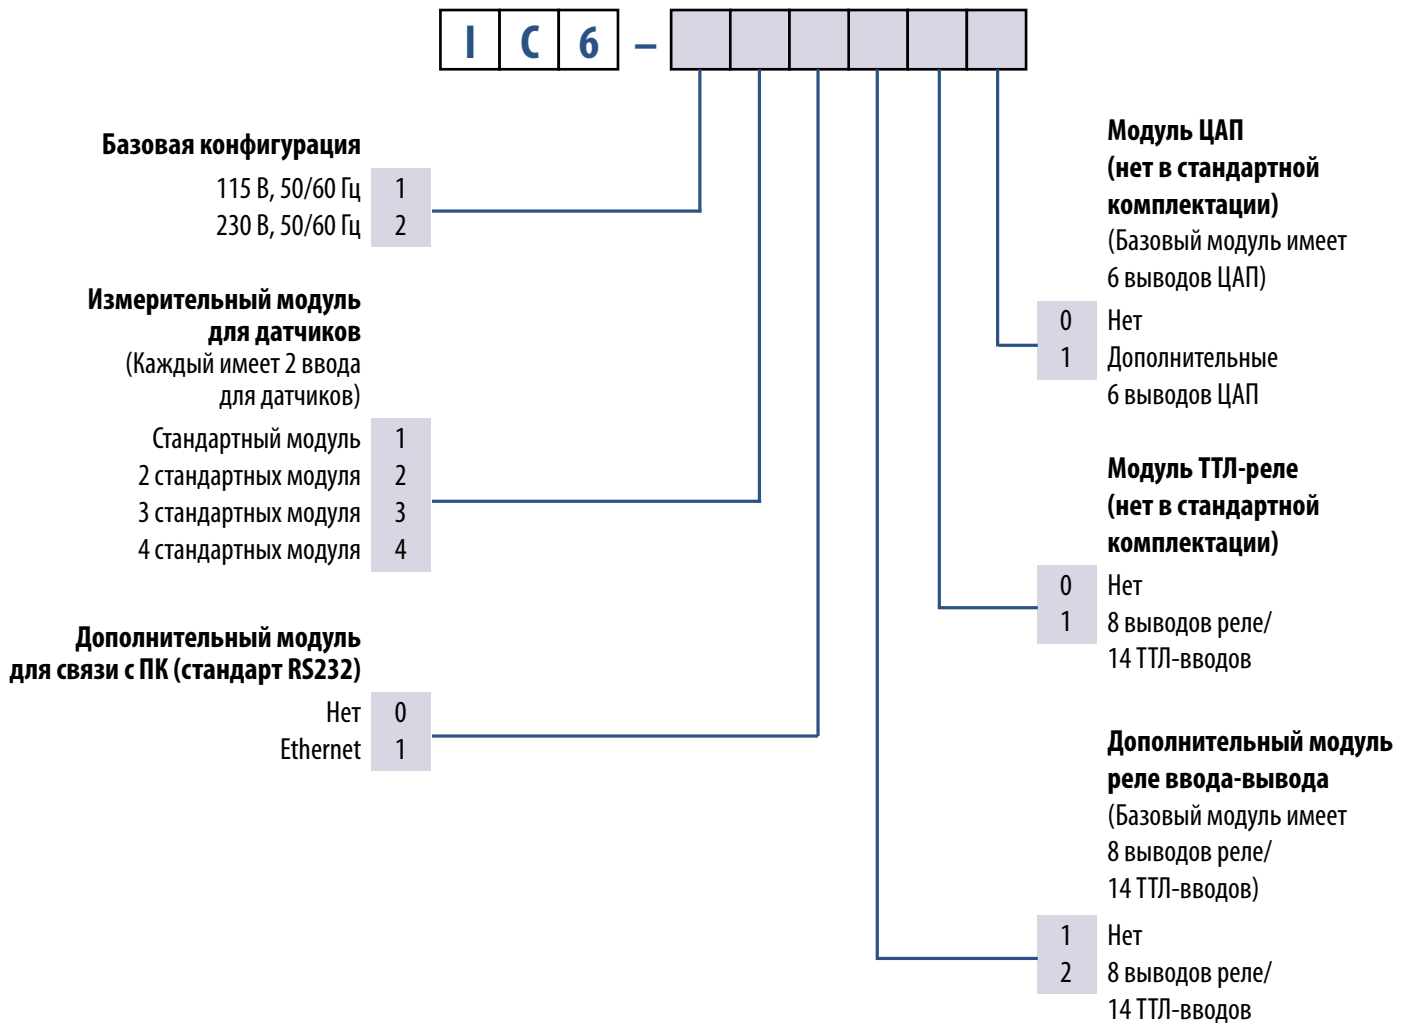 IC6–
Базовая конфигурация
115 В, 50/60 Гц 1
230 В, 50/60 Гц 2
Измерительный модуль
для датчиков
(Каждый имеет 2 ввода
для датчиков)
Стандартный модуль 1
2 стандартных модуля 2
3 стандартных модуля 3
4 стандартных модуля 4
Дополнительный модуль
для связи с ПК (стандарт RS232)
Нет 0
Ethernet 1
Модуль ЦАП
(нет в стандартной
комплектации)
(Базовый модуль имеет
6 выводов ЦАП)
0 Нет
1 Дополнительные
6 выводов ЦАП
Модуль ТТЛ-реле
(нет в стандартной
комплектации)
0 Нет
1 8 выводов реле/
14 ТТЛ-вводов
Дополнительный модуль
реле ввода-вывода
(Базовый модуль имеет
8 выводов реле/
14 ТТЛ-вводов)
1 Нет
2 8 выводов реле/
14 ТТЛ-вводов